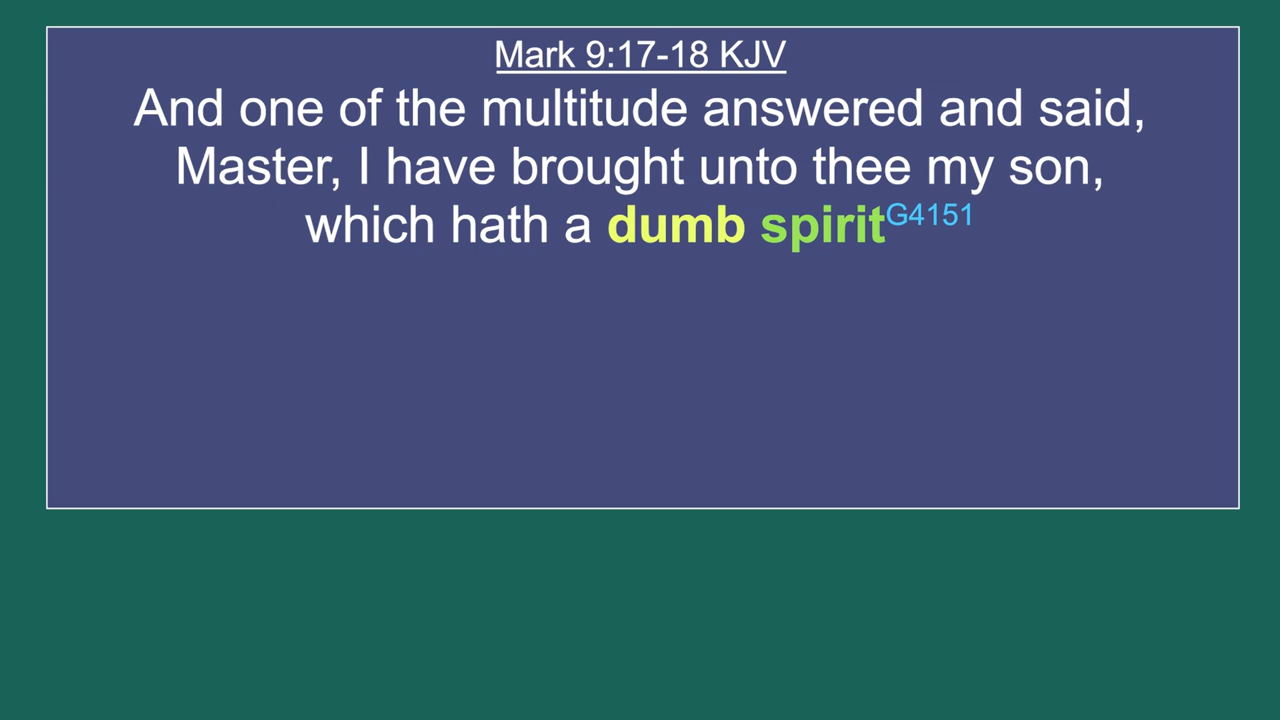 Mark 9:17-18 KJV
And one of the multitude answered and said,
Master, I have brought unto thee my son,
which hath a dumb spiritG4151